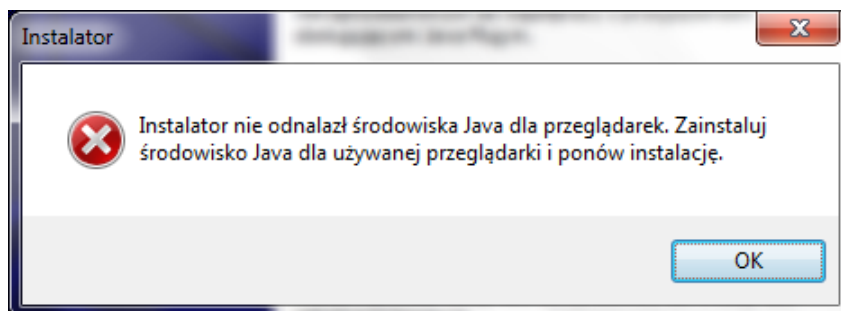 Instalator
Instalator nie odnalazł środowiska Java dla przeglądarek. Zainstaluj
środowisko Java dla używanej przeglądarki i ponów instalację.
OK